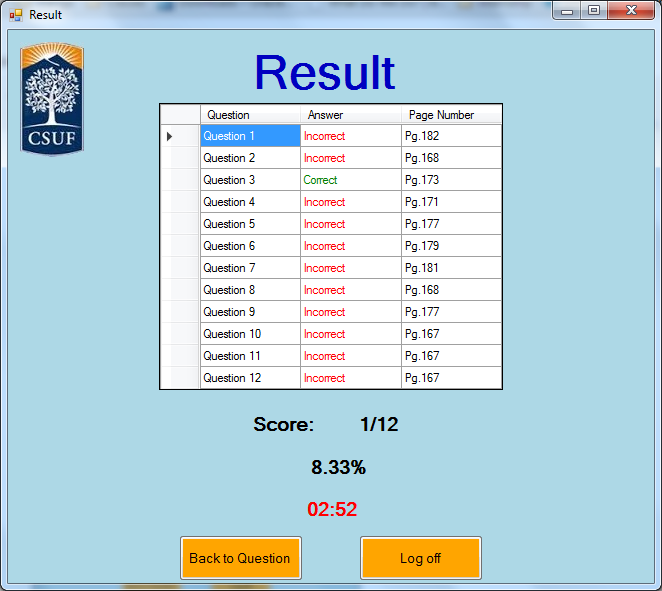 Result
CSUF
Result
Question Answer Page Number
Question 1 Incorrect Pg.182
Question 2 Incorrect Pg.168
Question 3 Correct Pg.173
Question 4 Incorrect Pg.171
Question 5 Incorrect Pg.177
Question 6 Incorrect Pg.179
Question 7 Incorrect Pg.181
Question 8 Incorrect Pg.168
Question 9 Incorrect Pg.177
Question 10 Incorrect Pg.167
Question 11 Incorrect Pg.167
Question 12 Incorrect Pg.167
Score: 1/12
8.33%
02:52
Back to Question Log off